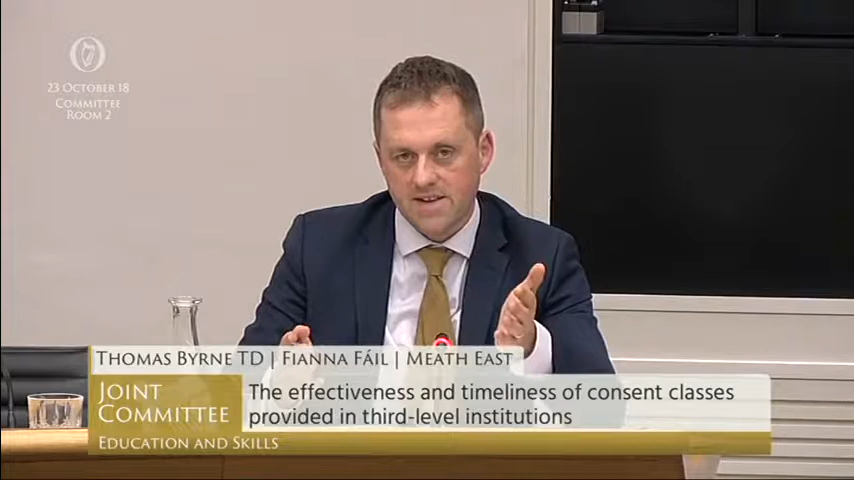 23 October 18
Committee
Room 2
Thomas Byrne TD | Fianna Fáil | Meath East
Joint
Committee
The effectiveness and timeliness of consent classes
provided in third-level institutions
Education and Skills